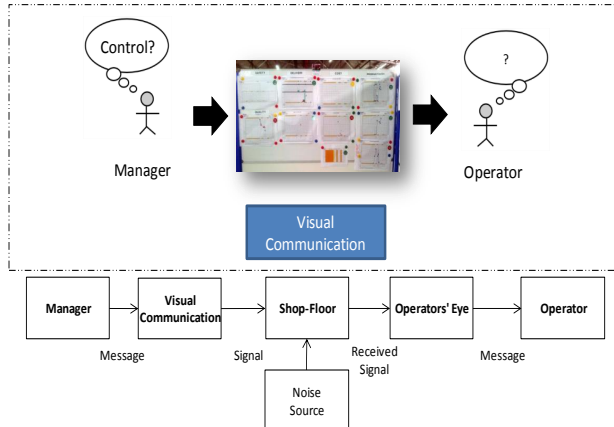 Control?
?
Manager
Operator
Visual
Communication
Manager
Visual
Communication
Shop-Floor
Operators' Eye
Operator
Message
Signal
Received
Signal
Message
Noise
Source